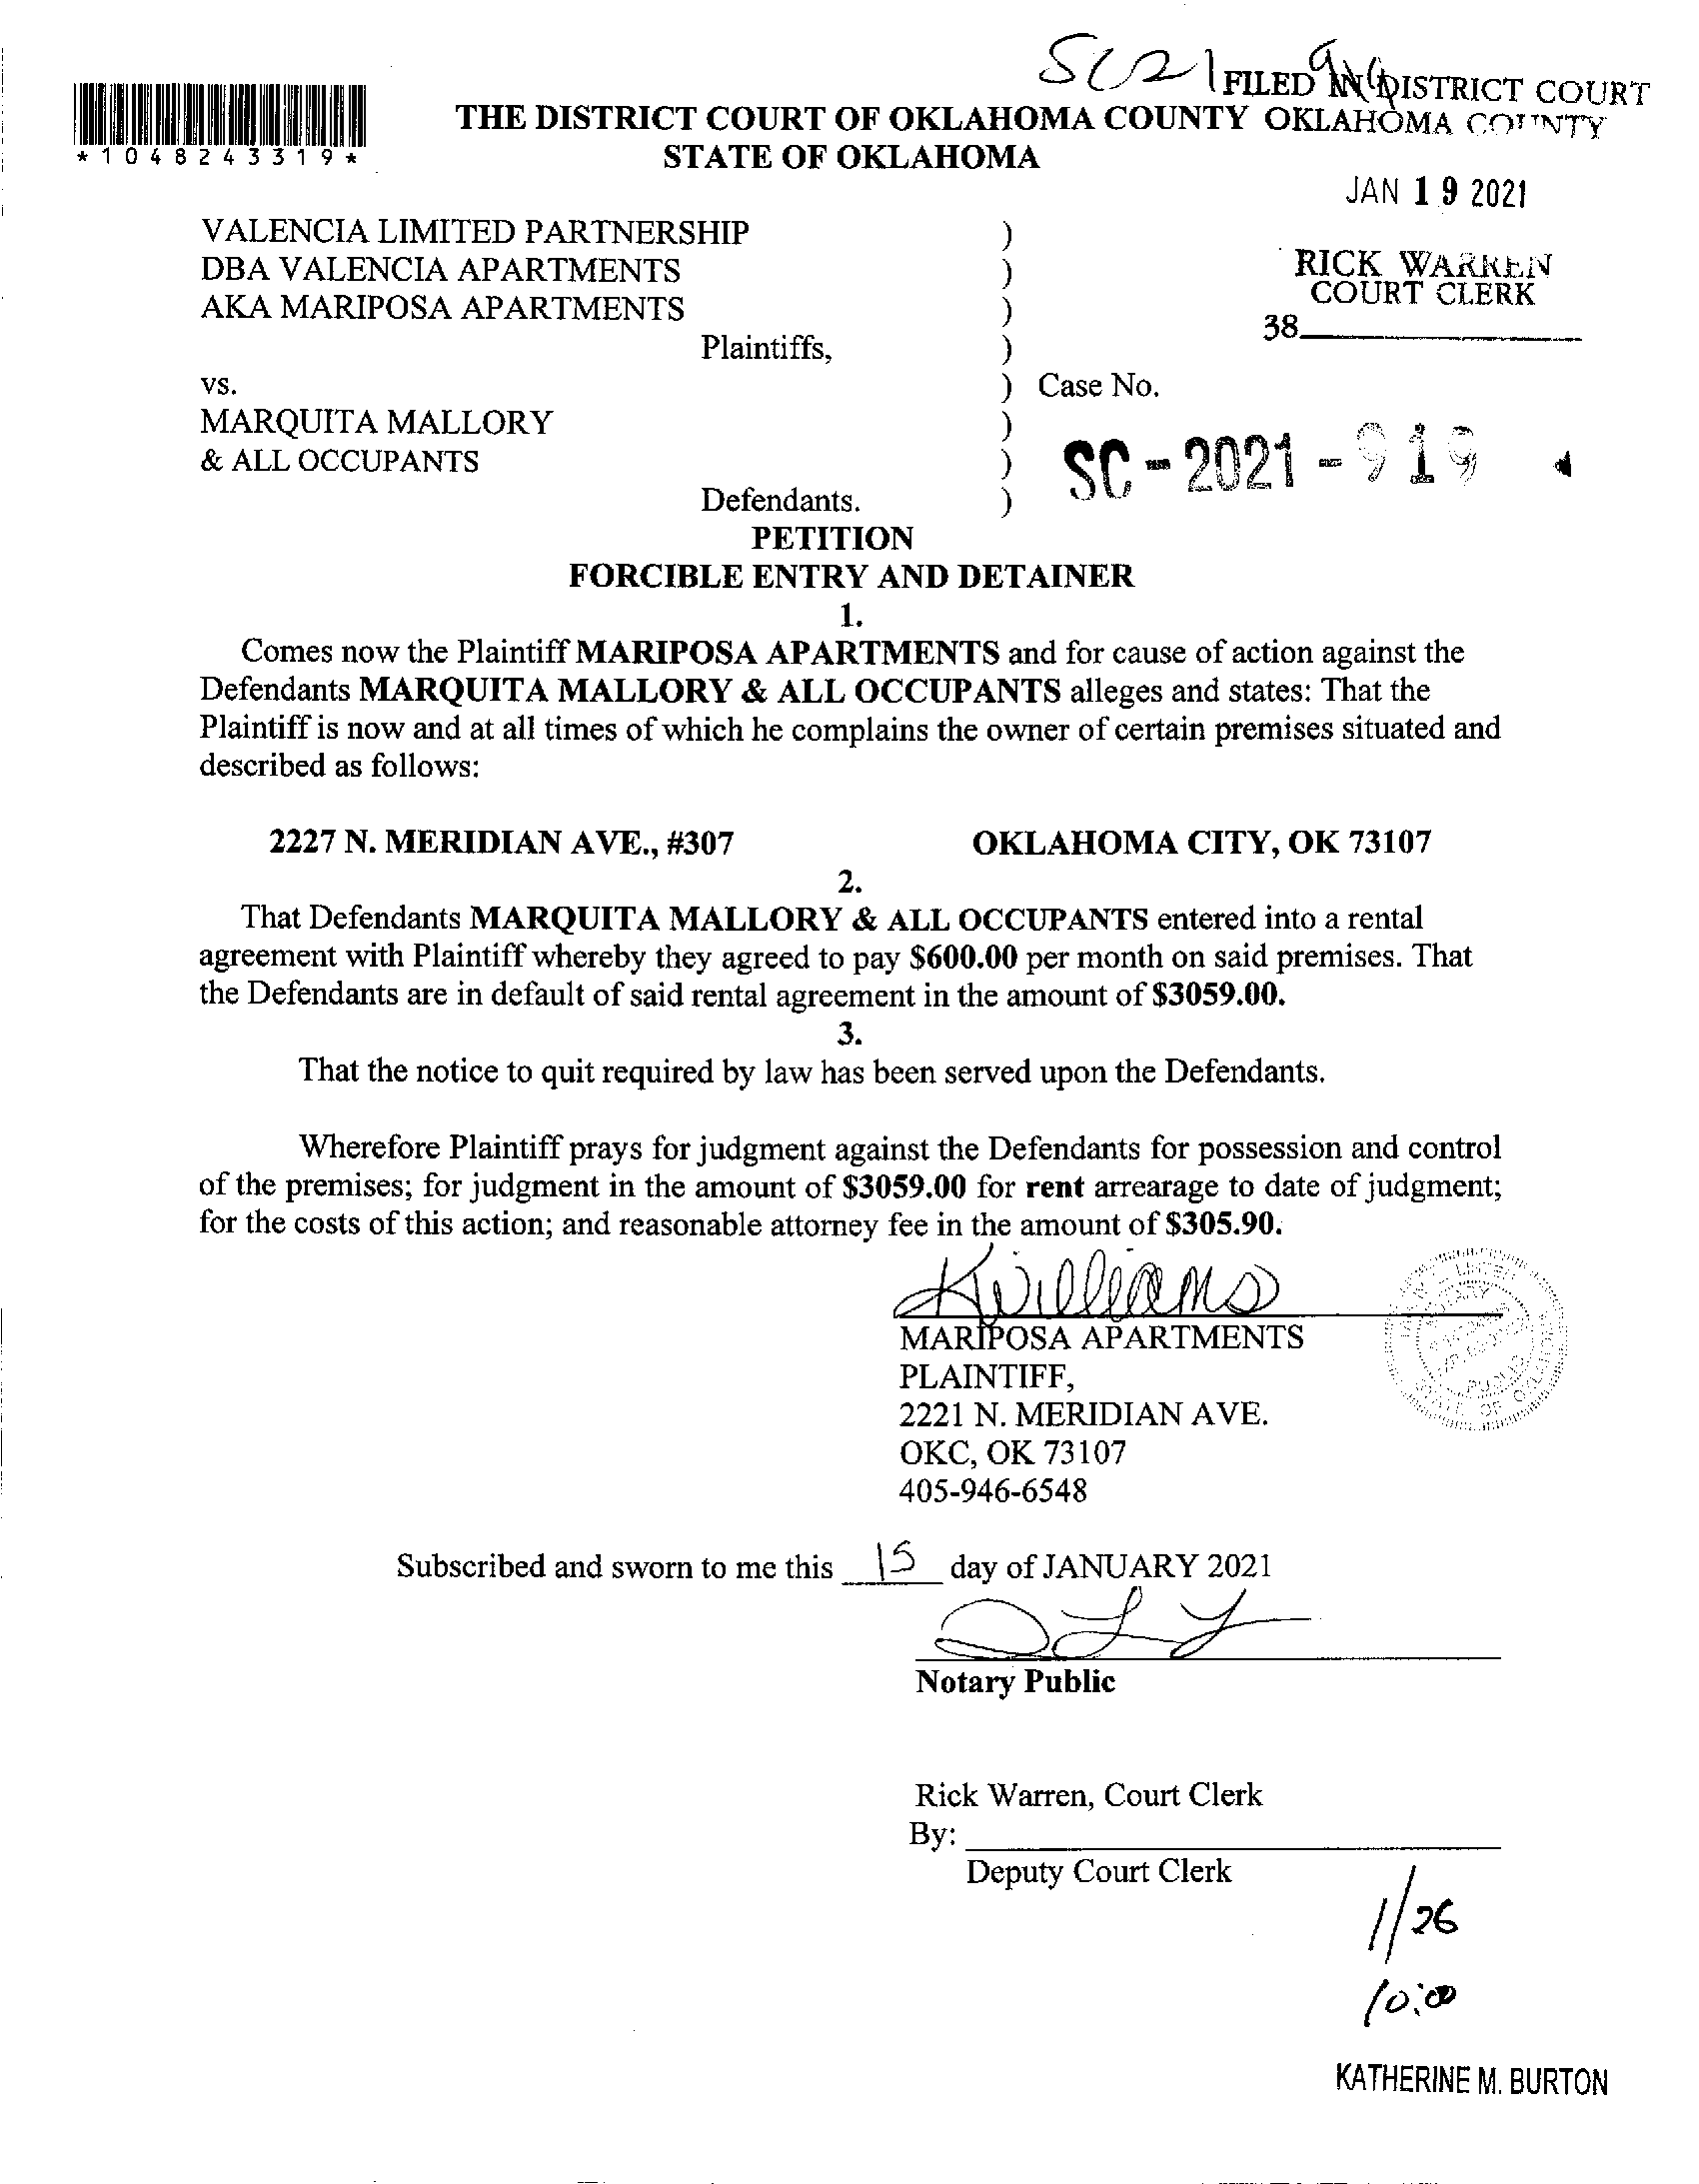 SC21
FILED IN DISTRICT COURT
OKLAHOMA COUNTY
*1048243319*
THE DISTRICT COURT OF OKLAHOMA COUNTY
STATE OF OKLAHOMA
JAN 19 2021
RICK WARREN
COURT CLERK
38
VALENCIA LIMITED PARTNERSHIP )
DBA VALENCIA APARTMENTS )
AKA MARIPOSA APARTMENTS )
Plaintiffs, )
vs. ) Case No.
MARQUITA MALLORY )
& ALL OCCUPANTS ) SC-2021-919
Defendants. )
PETITION
FORCIBLE ENTRY AND DETAINER
1.
Comes now the Plaintiff MARIPOSA APARTMENTS and for cause of action against the
Defendants MARQUITA MALLORY & ALL OCCUPANTS alleges and states: That the
Plaintiff is now and at all times of which he complains the owner of certain premises situated and
described as follows:
2227 N. MERIDIAN AVE., #307 OKLAHOMA CITY, OK 73107
2.
That Defendants MARQUITA MALLORY & ALL OCCUPANTS entered into a rental
agreement with Plaintiff whereby they agreed to pay $600.00 per month on said premises. That
the Defendants are in default of said rental agreement in the amount of $3059.00.
3.
That the notice to quit required by law has been served upon the Defendants.
Wherefore Plaintiff prays for judgment against the Defendants for possession and control
of the premises; for judgment in the amount of $3059.00 for rent arrearage to date of judgment;
for the costs of this action; and reasonable attorney fee in the amount of $305.90.
KWilliams
MARIPOSA APARTMENTS
PLAINTIFF,
2221 N. MERIDIAN AVE.
OKC, OK 73107
405-946-6548
Subscribed and sworn to me this 15 day of JANUARY 2021
Notary Public
Rick Warren, Court Clerk
By:
Deputy Court Clerk
1/26
10:00
KATHERINE M. BURTON